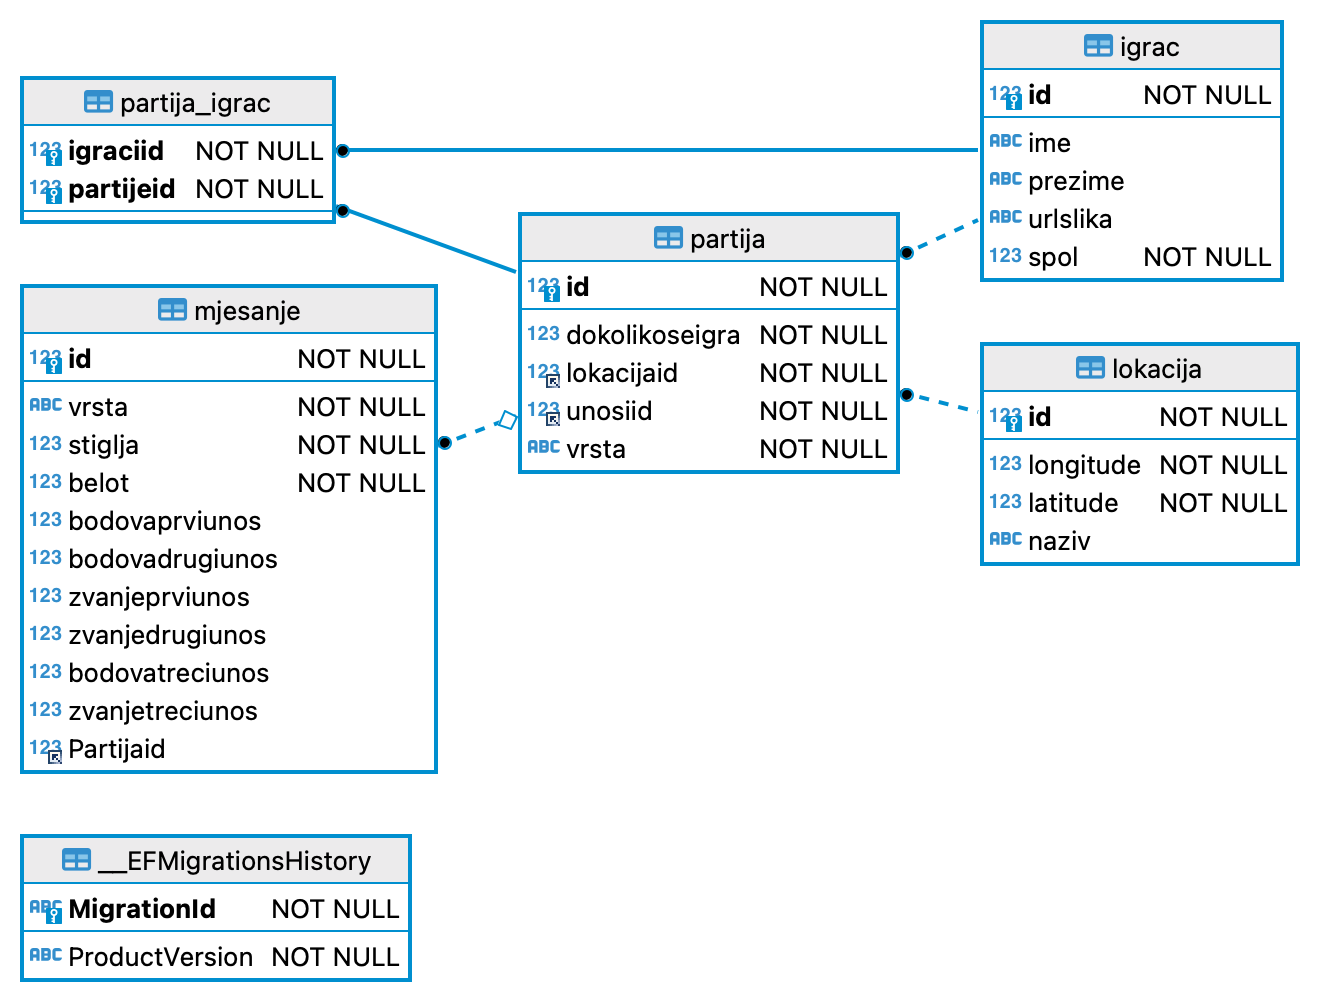 partija_igrac
123 igraciid NOT NULL
123 partijeid NOT NULL
igrac
123 id NOT NULL
ABC ime
ABC prezime
ABC urlslika
123 spol NOT NULL
partija
123 id NOT NULL
123 dokolikoseigra NOT NULL
123 lokacijaid NOT NULL
123 unosiid NOT NULL
ABC vrsta NOT NULL
mjesanje
123 id NOT NULL
ABC vrsta NOT NULL
123 stiglja NOT NULL
123 belot NOT NULL
123 bodovaprviunos
123 bodovadrugiunos
123 zvanjeprviunos
123 zvanjedrugiunos
123 bodovatreciunos
123 zvanjetreciunos
123 Partijaid
lokacija
123 id NOT NULL
123 longitude NOT NULL
123 latitude NOT NULL
ABC naziv
__EFMigrationsHistory
ABC MigrationId NOT NULL
ABC ProductVersion NOT NULL